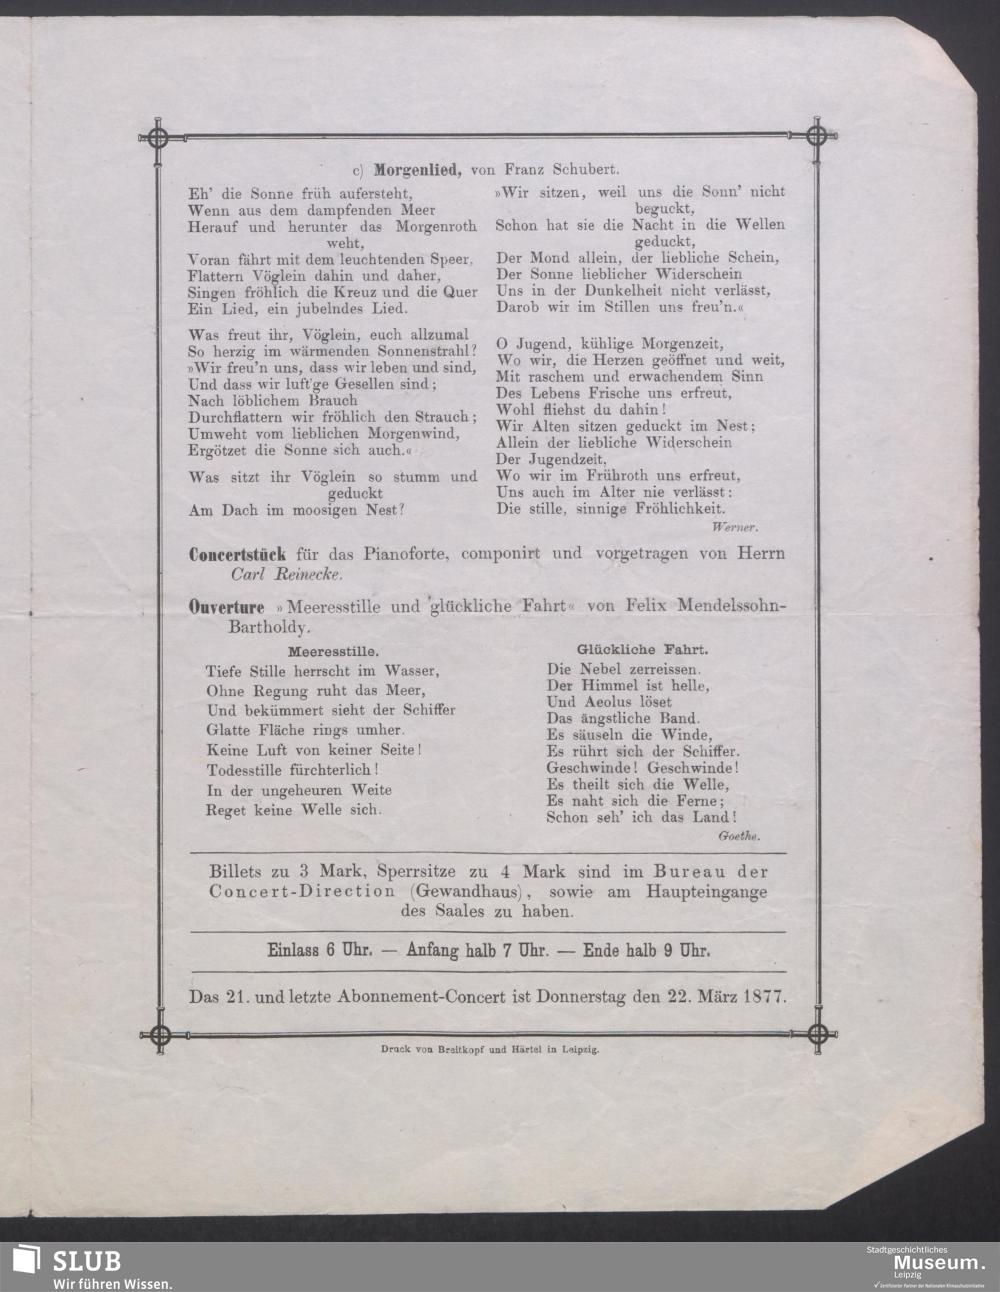 c) Morgenlied, von Franz Schubert.
Eh' die Sonne früh aufersteht,
Wenn aus dem dampfenden Meer
Herauf und herunter das Morgenroth
weht,
Voran fährt mit dem leuchtenden Speer,
Flattern Vöglein dahin und daher,
Singen fröhlich die Kreuz und die Quer
Ein Lied, ein jubelndes Lied.
Was freut ihr, Vöglein, euch allzumal
So herzig im wärmenden Sonnenstrahl?
»Wir freu'n uns, dass wir leben und sind,
Und dass wir luft'ge Gesellen sind;
Nach löblichem Brauch
Durchflattern wir fröhlich den Strauch;
Umweht vom lieblichen Morgenwind,
Ergötzet die Sonne sich auch.«
Was sitzt ihr Vöglein so stumm und
geduckt
Am Dach im moosigen Nest?
»Wir sitzen, weil uns die Sonn' nicht
beguckt,
Schon hat sie die Nacht in die Wellen
geduckt,
Der Mond allein, der liebliche Schein,
Der Sonne lieblicher Widerschein
Uns in der Dunkelheit nicht verlässt,
Darob wir im Stillen uns freu'n.«
O Jugend, kühlige Morgenzeit,
Wo wir, die Herzen geöffnet und weit,
Mit raschem und erwachendem Sinn
Des Lebens Frische uns erfreut,
Wohl fliehst du dahin!
Wir Alten sitzen geduckt im Nest;
Allein der liebliche Widerschein
Der Jugendzeit,
Wo wir im Frühroth uns erfreut,
Uns auch im Alter nie verlässt:
Die stille, sinnige Fröhlichkeit.
Werner.
Concertstück für das Pianoforte, componirt und vorgetragen von Herrn
Carl Reinecke.
Ouverture »Meeresstille und glückliche Fahrt« von Felix Mendelssohn-
Bartholdy.
Meeresstille.
Tiefe Stille herrscht im Wasser,
Ohne Regung ruht das Meer,
Und bekümmert sieht der Schiffer
Glatte Fläche rings umher.
Keine Luft von keiner Seite!
Todesstille fürchterlich!
In der ungeheuren Weite
Reget keine Welle sich.
Glückliche Fahrt.
Die Nebel zerreissen.
Der Himmel ist helle,
Und Aeolus löset
Das ängstliche Band.
Es säuseln die Winde,
Es rührt sich der Schiffer.
Geschwinde! Geschwinde!
Es theilt sich die Welle,
Es naht sich die Ferne;
Schon seh' ich das Land!
Goethe.
Billets zu 3 Mark, Sperrsitze zu 4 Mark sind im Bureau der
Concert-Direction (Gewandhaus), sowie am Haupteingange
des Saales zu haben.
Einlass 6 Uhr. — Anfang halb 7 Uhr. — Ende halb 9 Uhr.
Das 21. und letzte Abonnement-Concert ist Donnerstag den 22. März 1877.
Druck von Breitkopf und Härtel in Leipzig.
SLUB
Wir führen Wissen.
Stadtgeschichtliches
Museum.
Leipzig
Zertifizierter Partner der Nationalen Klimaschutzinitiative